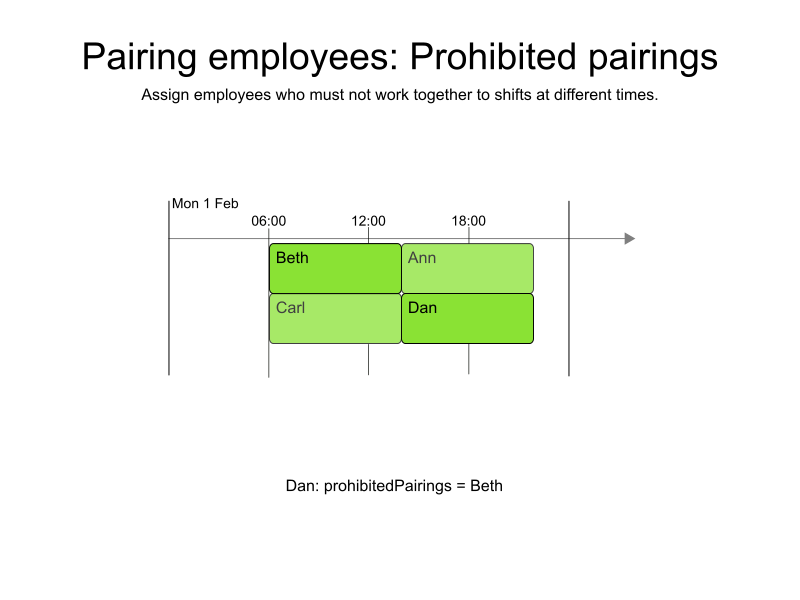 Pairing employees: Prohibited pairings
Assign employees who must not work together to shifts at different times.
Mon 1 Feb
06:00 12:00 18:00
Beth Ann
Carl Dan
Dan: prohibitedPairings = Beth